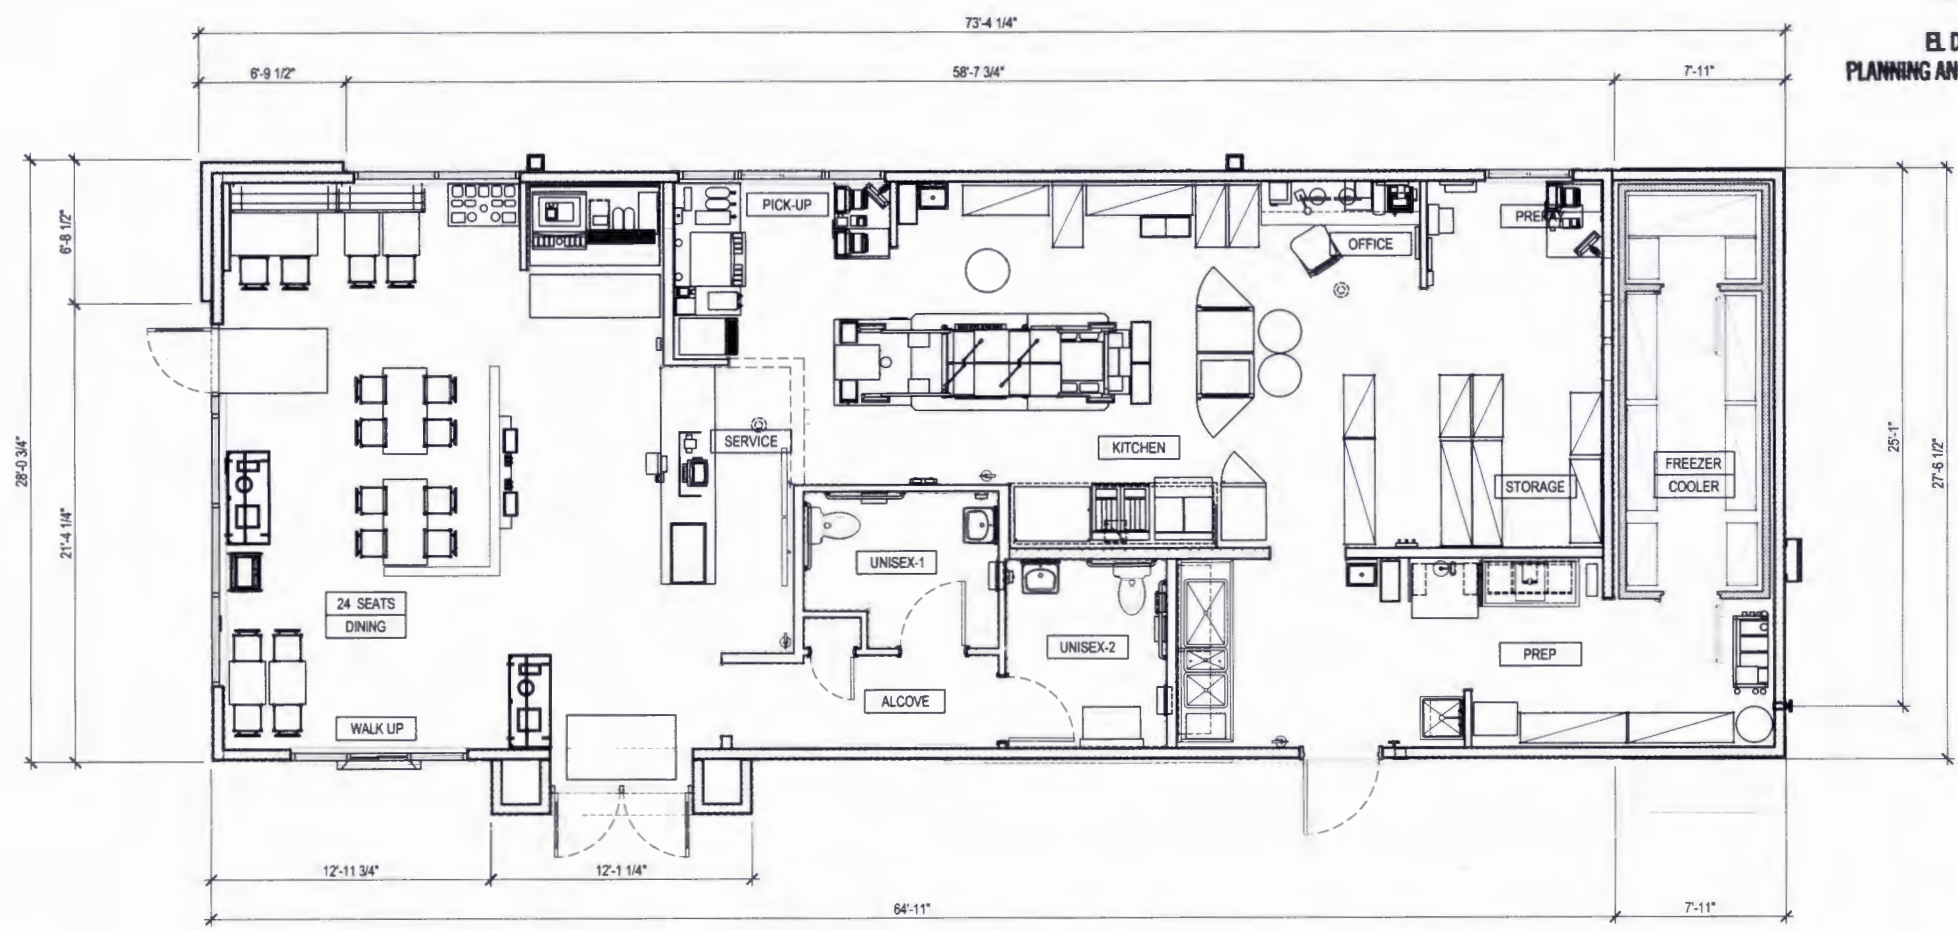 73'-4 1/4"
EL D
PLANNING AN
6'-9 1/2"
58'-7 3/4"
7'-11"
PICK-UP
PREPAY
6'-8 1/2"
OFFICE
28'-0 3/4"
21'-4 1/4"
SERVICE
KITCHEN
STORAGE
FREEZER
COOLER
25'-1"
27'-6 1/2"
UNISEX-1
24 SEATS
DINING
UNISEX-2
PREP
ALCOVE
WALK UP
12'-11 3/4"
12'-1 1/4"
64'-11"
7'-11"